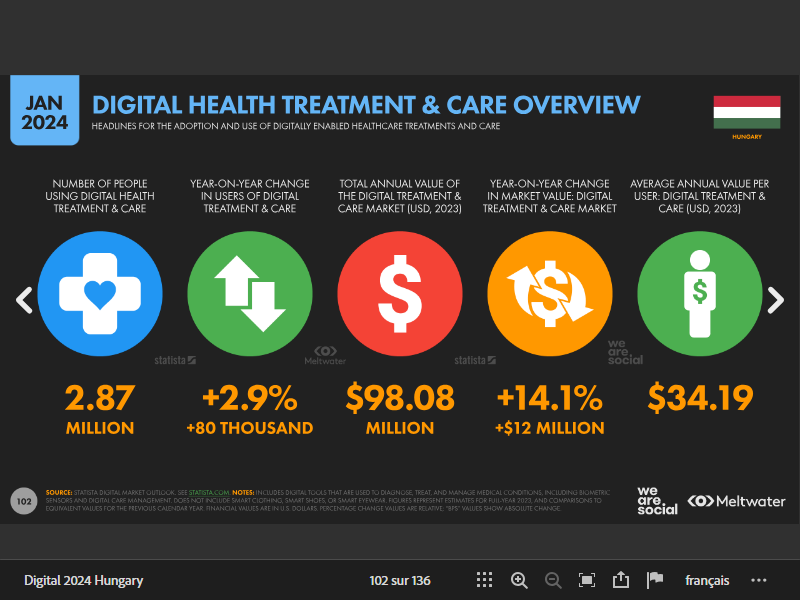 JAN
2024
DIGITAL HEALTH TREATMENT & CARE OVERVIEW
HEADLINES FOR THE ADOPTION AND USE OF DIGITALLY ENABLED HEALTHCARE TREATMENTS AND CARE
HUNGARY
NUMBER OF PEOPLE
USING DIGITAL HEALTH
TREATMENT & CARE
YEAR-ON-YEAR CHANGE
IN USERS OF DIGITAL
TREATMENT & CARE
TOTAL ANNUAL VALUE OF
THE DIGITAL TREATMENT &
CARE MARKET (USD, 2023)
YEAR-ON-YEAR CHANGE
IN MARKET VALUE: DIGITAL
TREATMENT & CARE MARKET
AVERAGE ANNUAL VALUE PER
USER: DIGITAL TREATMENT &
CARE (USD, 2023)
$
$
$
statista
Meltwater
statista
we
are.
social
2.87
MILLION
+2.9%
+80 THOUSAND
$98.08
MILLION
+14.1%
+$12 MILLION
$34.19
102
SOURCE: STATISTA DIGITAL MARKET OUTLOOK. SEE STATISTA.COM. NOTES: INCLUDES DIGITAL TOOLS THAT ARE USED TO DIAGNOSE, TREAT, AND MANAGE MEDICAL CONDITIONS, INCLUDING BIOMETRIC
SENSORS AND DIGITAL CARE MANAGEMENT. DOES NOT INCLUDE SMART CLOTHING, SMART SHOES, OR SMART EYEWEAR. FIGURES REPRESENT ESTIMATES FOR FULL-YEAR 2023, AND COMPARISONS TO
EQUIVALENT VALUES FOR THE PREVIOUS CALENDAR YEAR. FINANCIAL VALUES ARE IN U.S. DOLLARS. PERCENTAGE CHANGE VALUES ARE RELATIVE; "BPS" VALUES SHOW ABSOLUTE CHANGE.
we
are.
social
Meltwater
Digital 2024 Hungary
102 sur 136
français